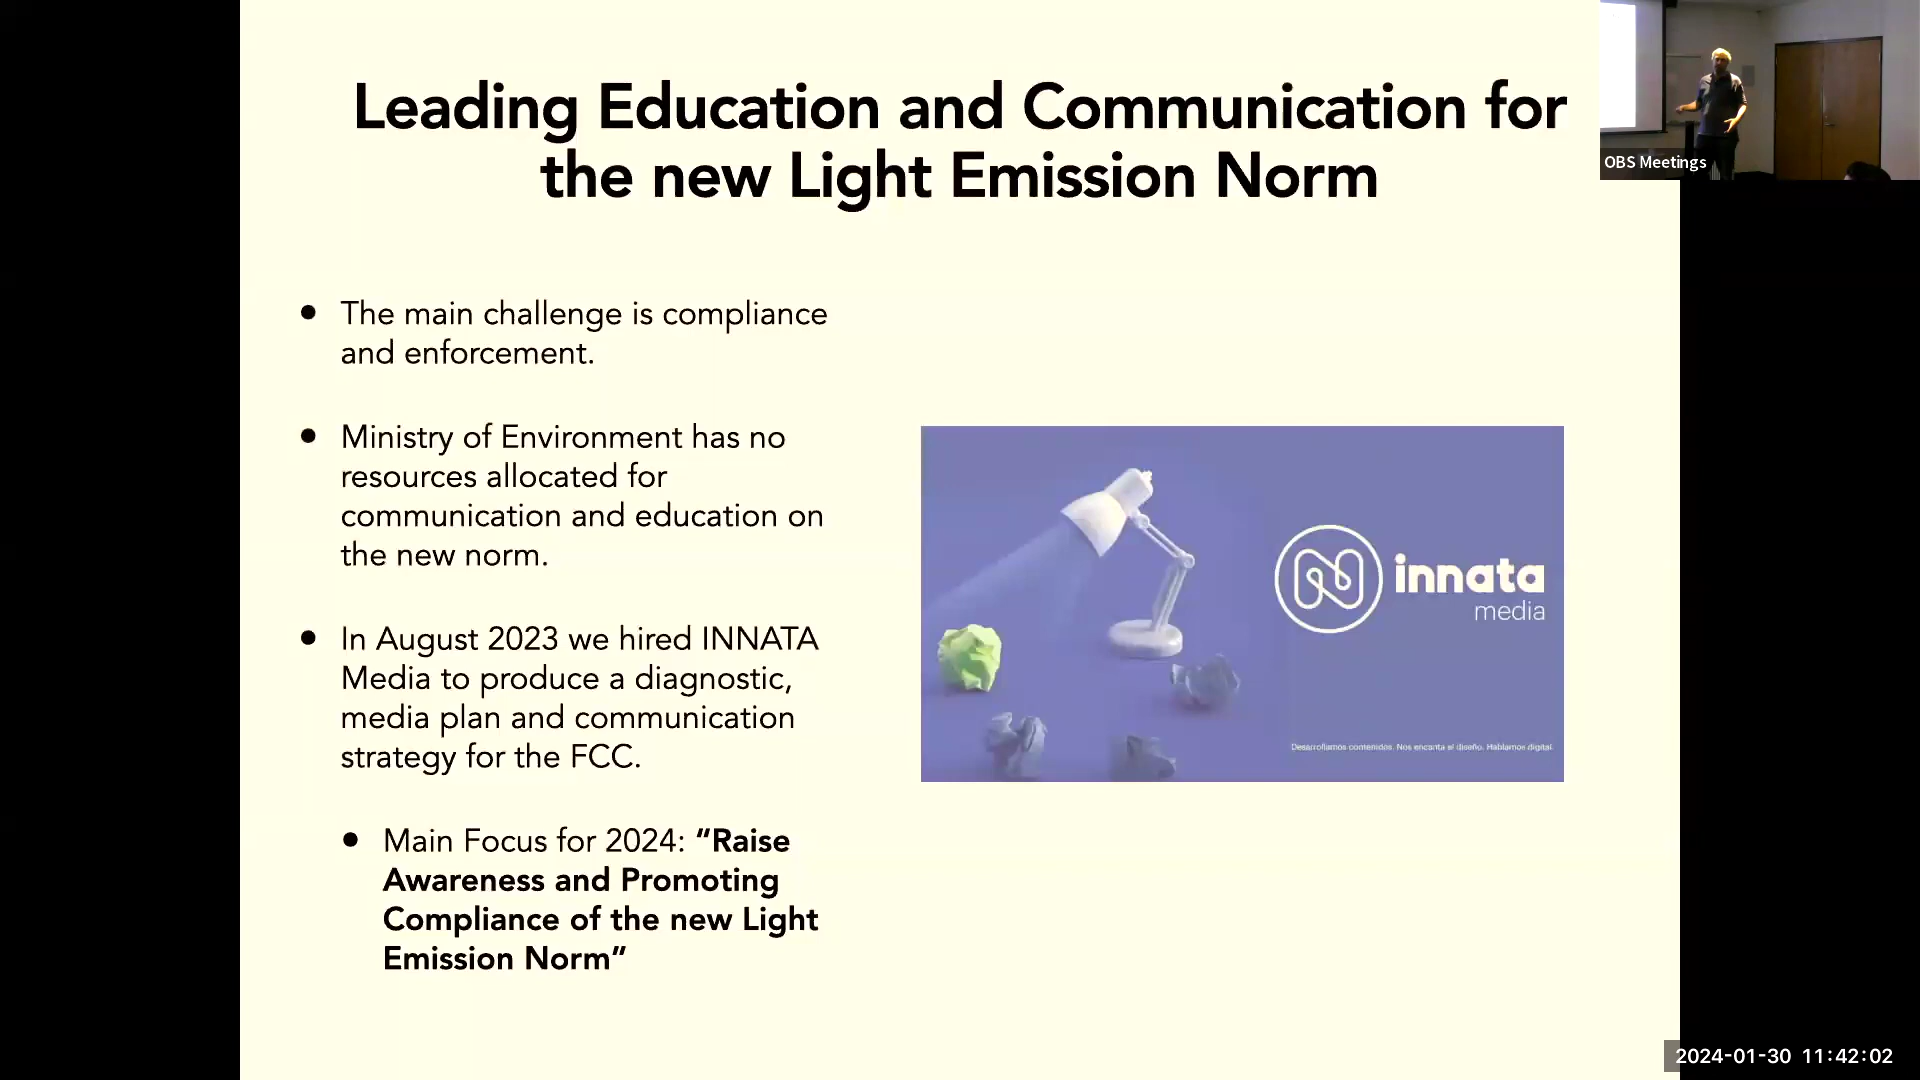 Leading Education and Communication for
the new Light Emission Norm
OBS Meetings
• The main challenge is compliance
and enforcement.
• Ministry of Environment has no
resources allocated for
communication and education on
the new norm.
• In August 2023 we hired INNATA
Media to produce a diagnostic,
media plan and communication
strategy for the FCC.
• Main Focus for 2024: “Raise
Awareness and Promoting
Compliance of the new Light
Emission Norm”
innata
media
Desarrollamos contenidos. Nos encanta el diseño. Hablamos digital.
2024-01-30 11:42:02